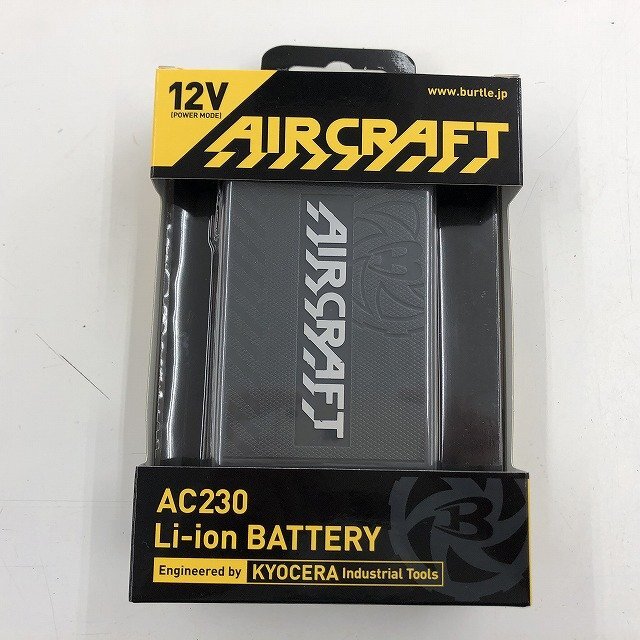 12V
[POWER MODE]
www.burtle.jp
AIRCRAFT
AIRCRAFT
AC230
Li-ion BATTERY
Engineered by KYOCERA Industrial Tools
B